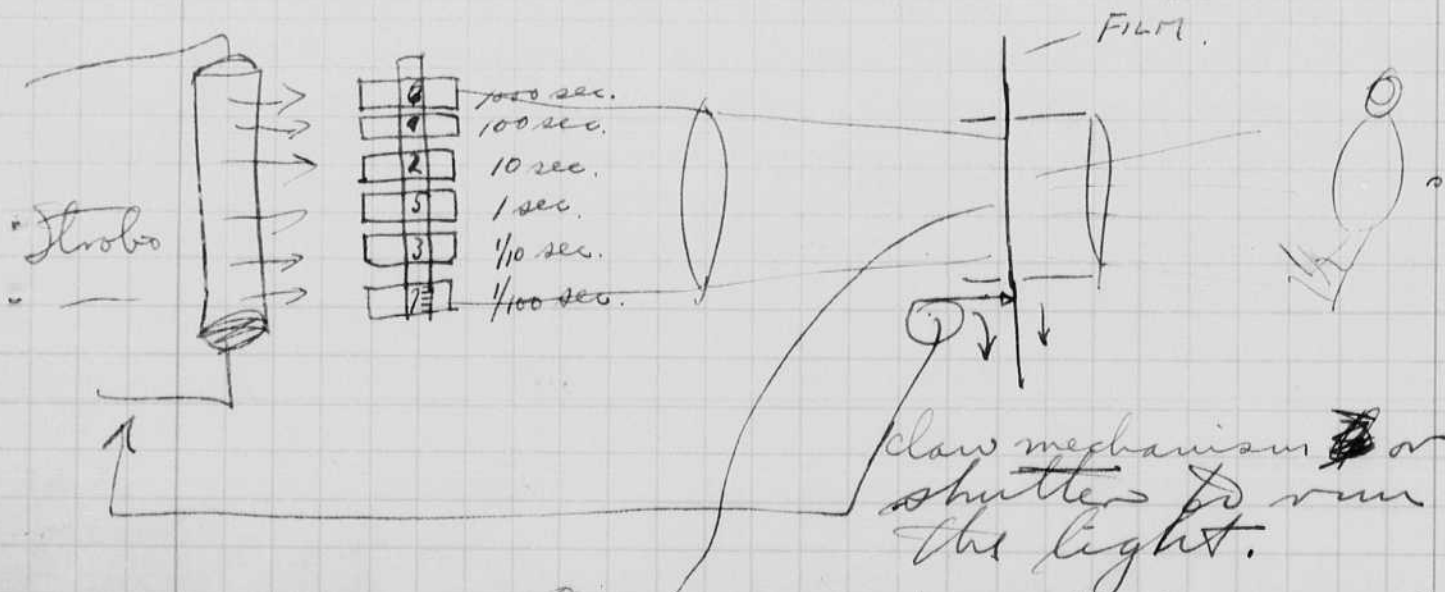 FILM.
6 1000 sec.
9 100 sec.
2 10 sec.
5 1 sec.
3 1/10 sec.
7 1/100 sec.
Strobo
claw mechanism or
shutter to run
the light.